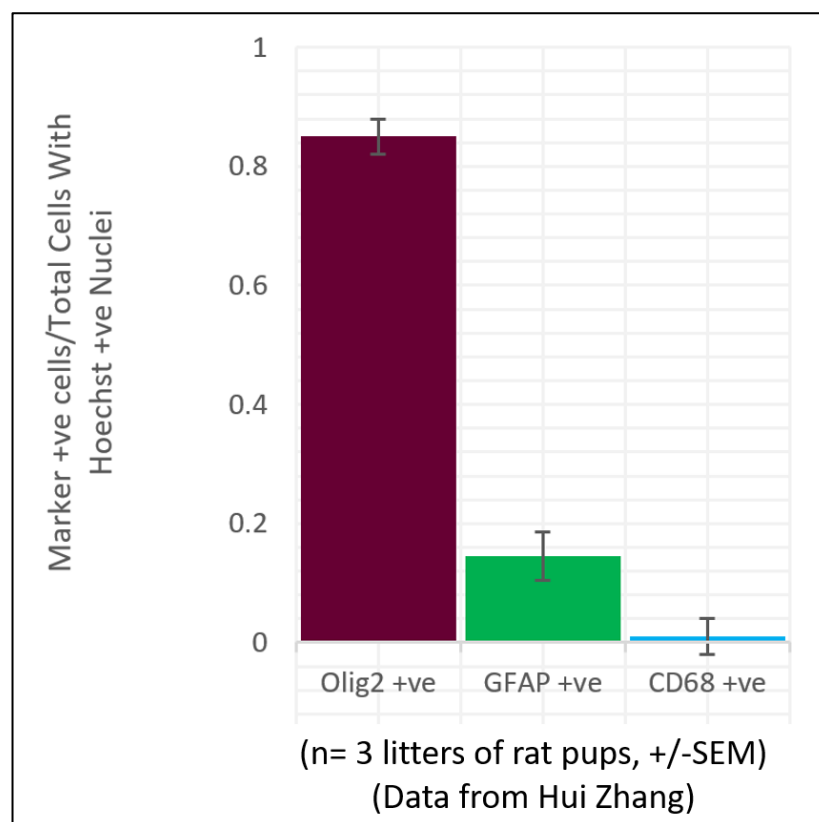 Marker +ve cells/Total Cells With
Hoechst +ve Nuclei
1
0.8
0.6
0.4
0.2
0
Olig2 +ve GFAP +ve CD68 +ve
(n= 3 litters of rat pups, +/-SEM)
(Data from Hui Zhang)